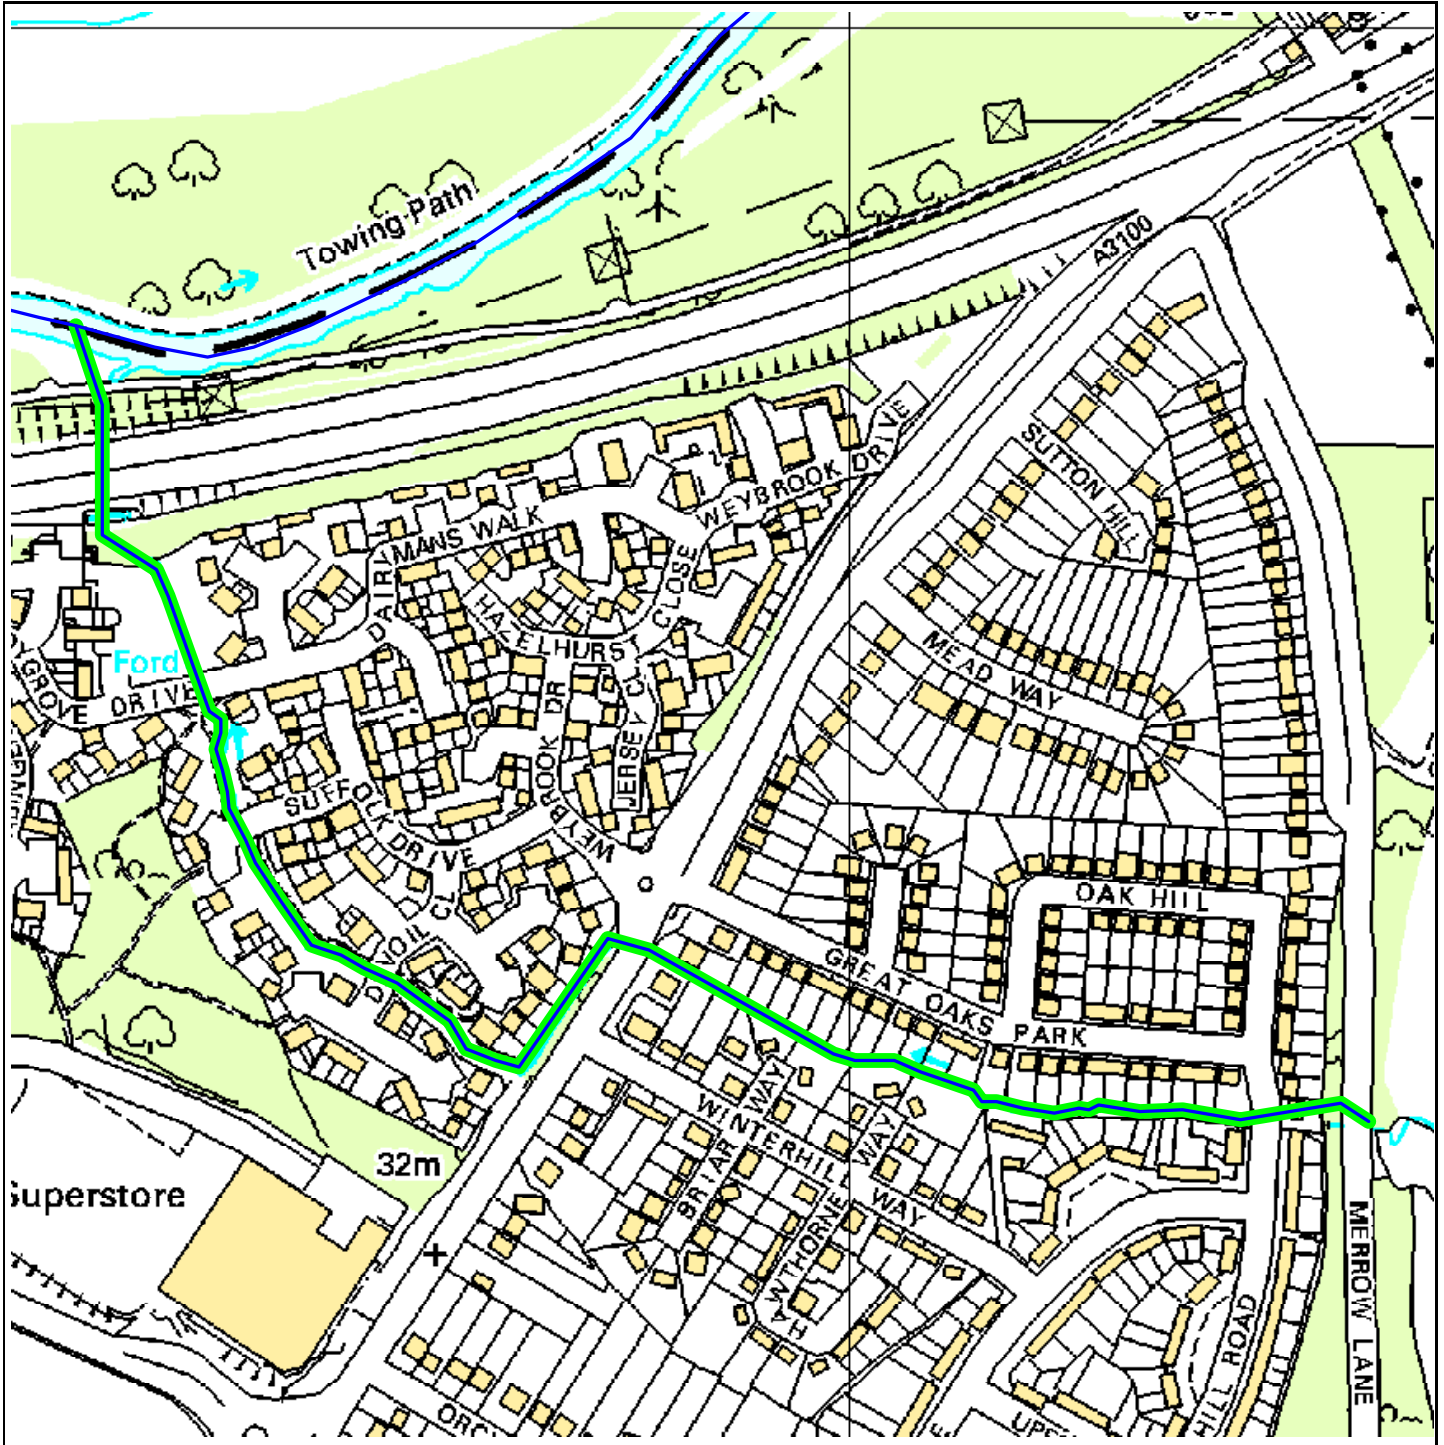 Towing Path
A3100
WEYBROOK DRIVE
SUTTON HILL
DAIRYMANS WALK
CLOSE
HAZELHURST
MEAD WAY
Ford
DRIVE
JERSEY CL
WEYBROOK DR
SUFFOLK DRIVE
WEY
OAK HILL
GREAT OAKS PARK
WINTERHILL WAY
BRIAR WAY
WAY
HAWTHORNE
32m
Superstore
MERROW LANE
HILL ROAD